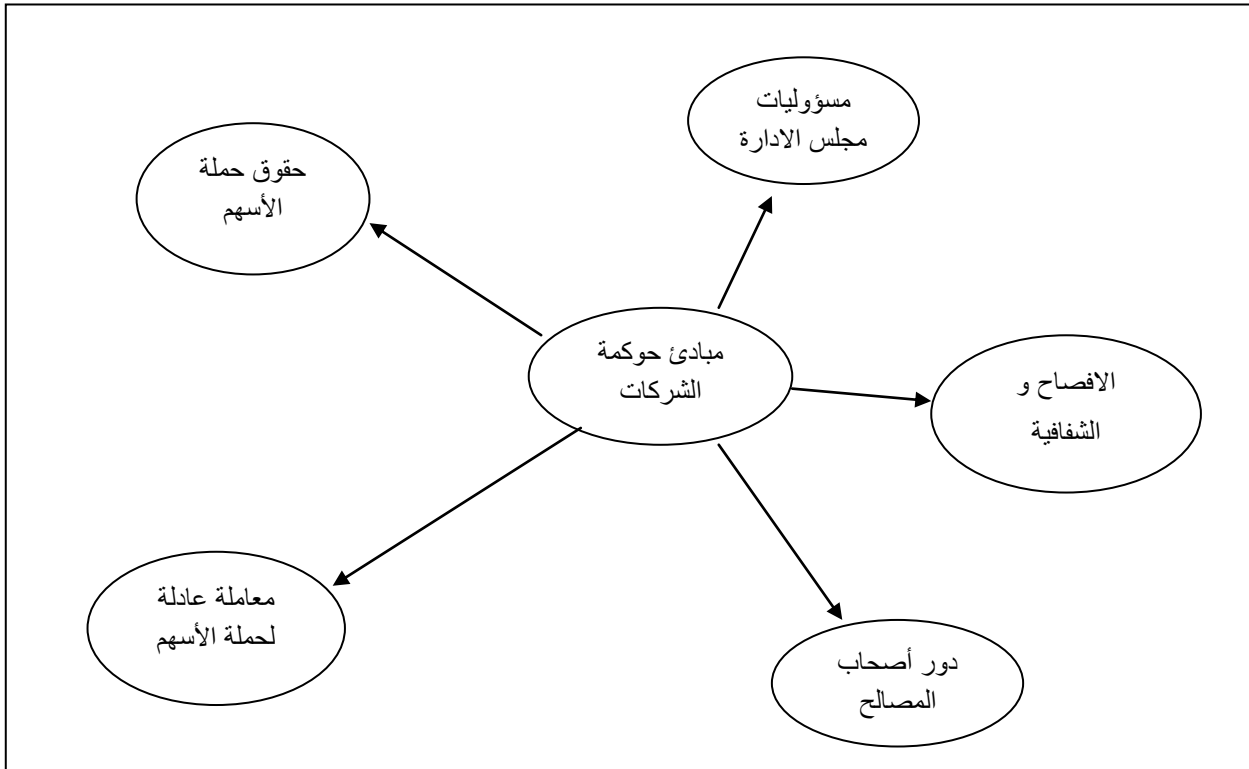 مسؤوليات
مجلس الادارة
حقوق حملة
الأسهم
مبادئ حوكمة
الشركات
الافصاح و
الشفافية
معاملة عادلة
لحملة الأسهم
دور أصحاب
المصالح